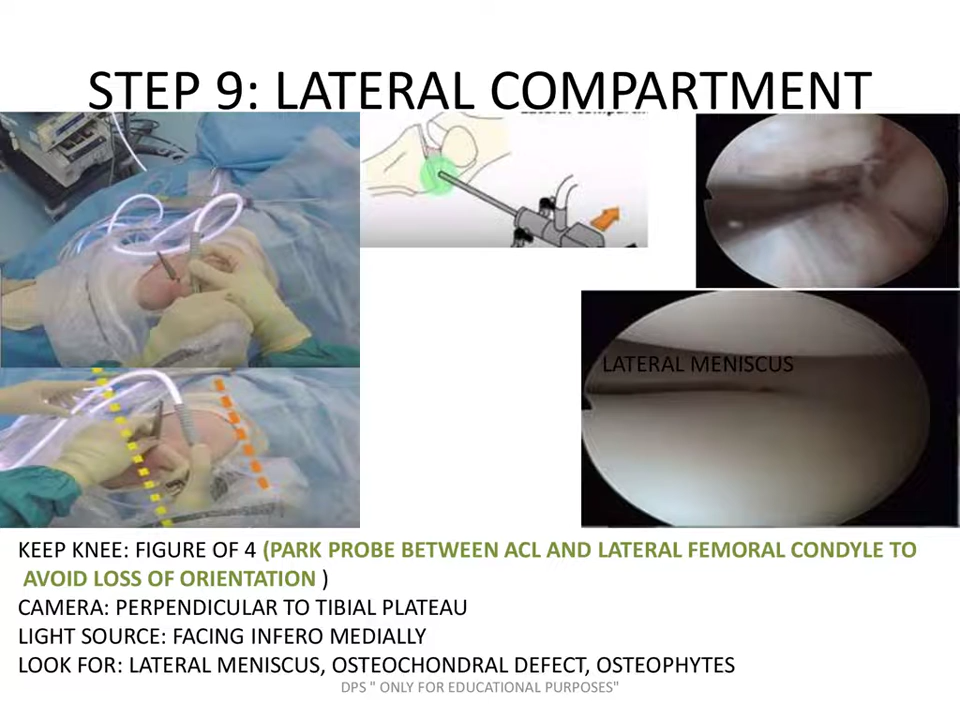 STEP 9: LATERAL COMPARTMENT
LATERAL MENISCUS
KEEP KNEE: FIGURE OF 4 (PARK PROBE BETWEEN ACL AND LATERAL FEMORAL CONDYLE TO
AVOID LOSS OF ORIENTATION )
CAMERA: PERPENDICULAR TO TIBIAL PLATEAU
LIGHT SOURCE: FACING INFERO MEDIALLY
LOOK FOR: LATERAL MENISCUS, OSTEOCHONDRAL DEFECT, OSTEOPHYTES
DPS " ONLY FOR EDUCATIONAL PURPOSES"